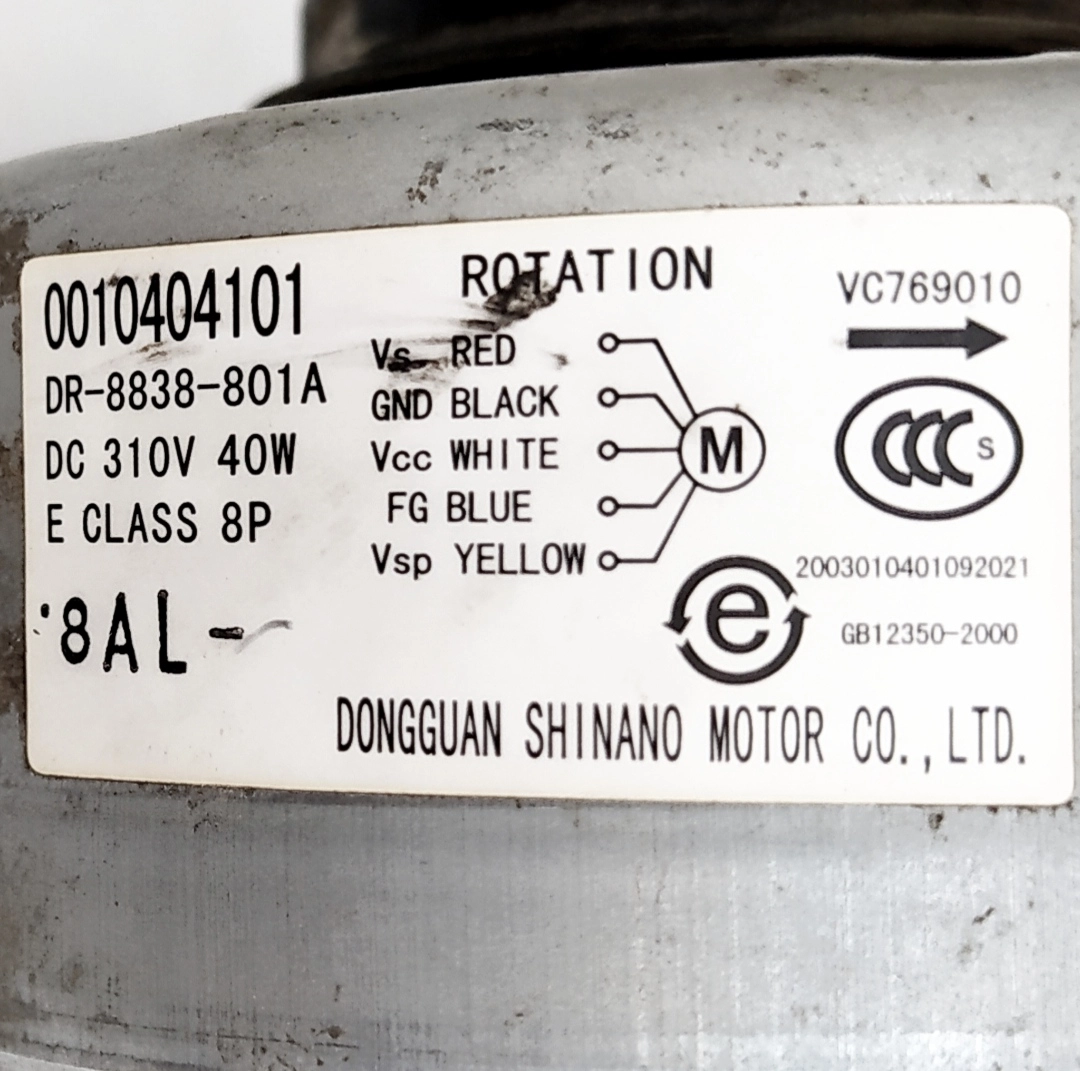 0010404101
DR-8838-801A
DC 310V 40W
E CLASS 8P
8AL-
ROTATION
Vs RED
GND BLACK
Vcc WHITE
FG BLUE
Vsp YELLOW
M
VC769010
CCC S
e
2003010401092021
GB12350-2000
DONGGUAN SHINANO MOTOR CO.,LTD.